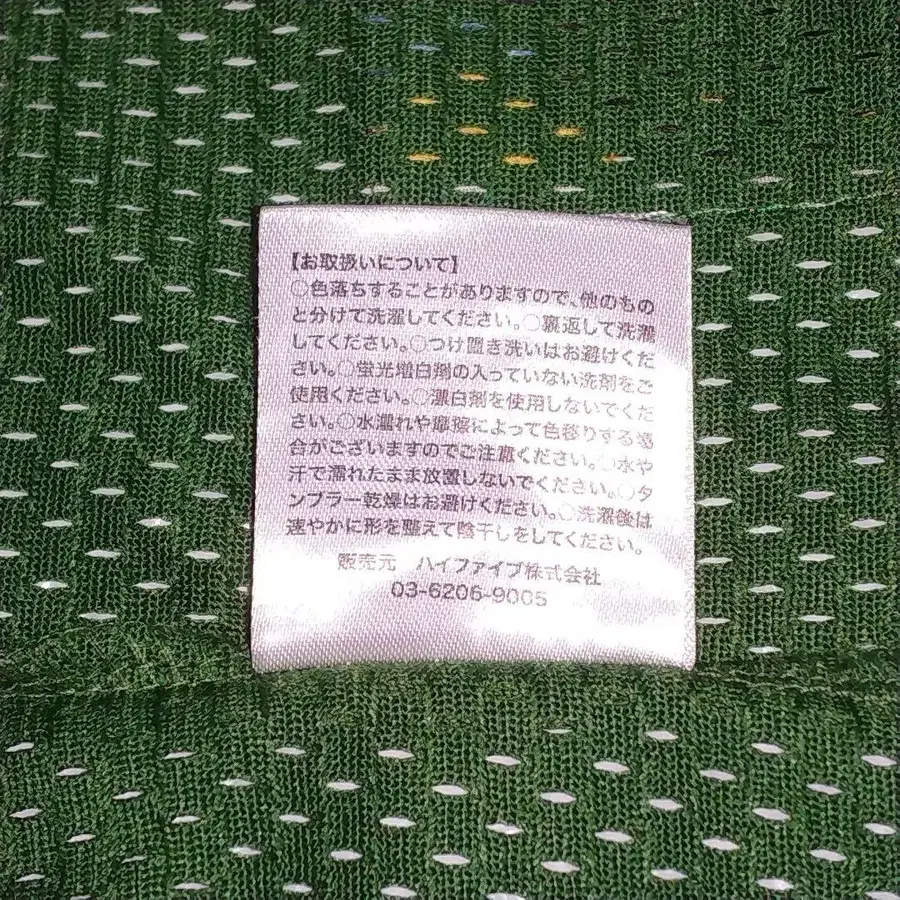 【お取扱いについて】
○色落ちすることがありますので、他のもの
と分けて洗濯してください。○裏返して洗濯
してください。○つけ置き洗いはお避けくだ
さい。○蛍光増白剤の入っていない洗剤をご
使用ください。○漂白剤を使用しないでくだ
さい。○水濡れや摩擦によって色移りする場
合がございますのでご注意ください。○水や
汗で濡れたまま放置しないでください。○タ
ンブラー乾燥はお避けください。○洗濯後は
速やかに形を整えて陰干しをしてください。
販売元　ハイファイブ株式会社
03-6206-9005